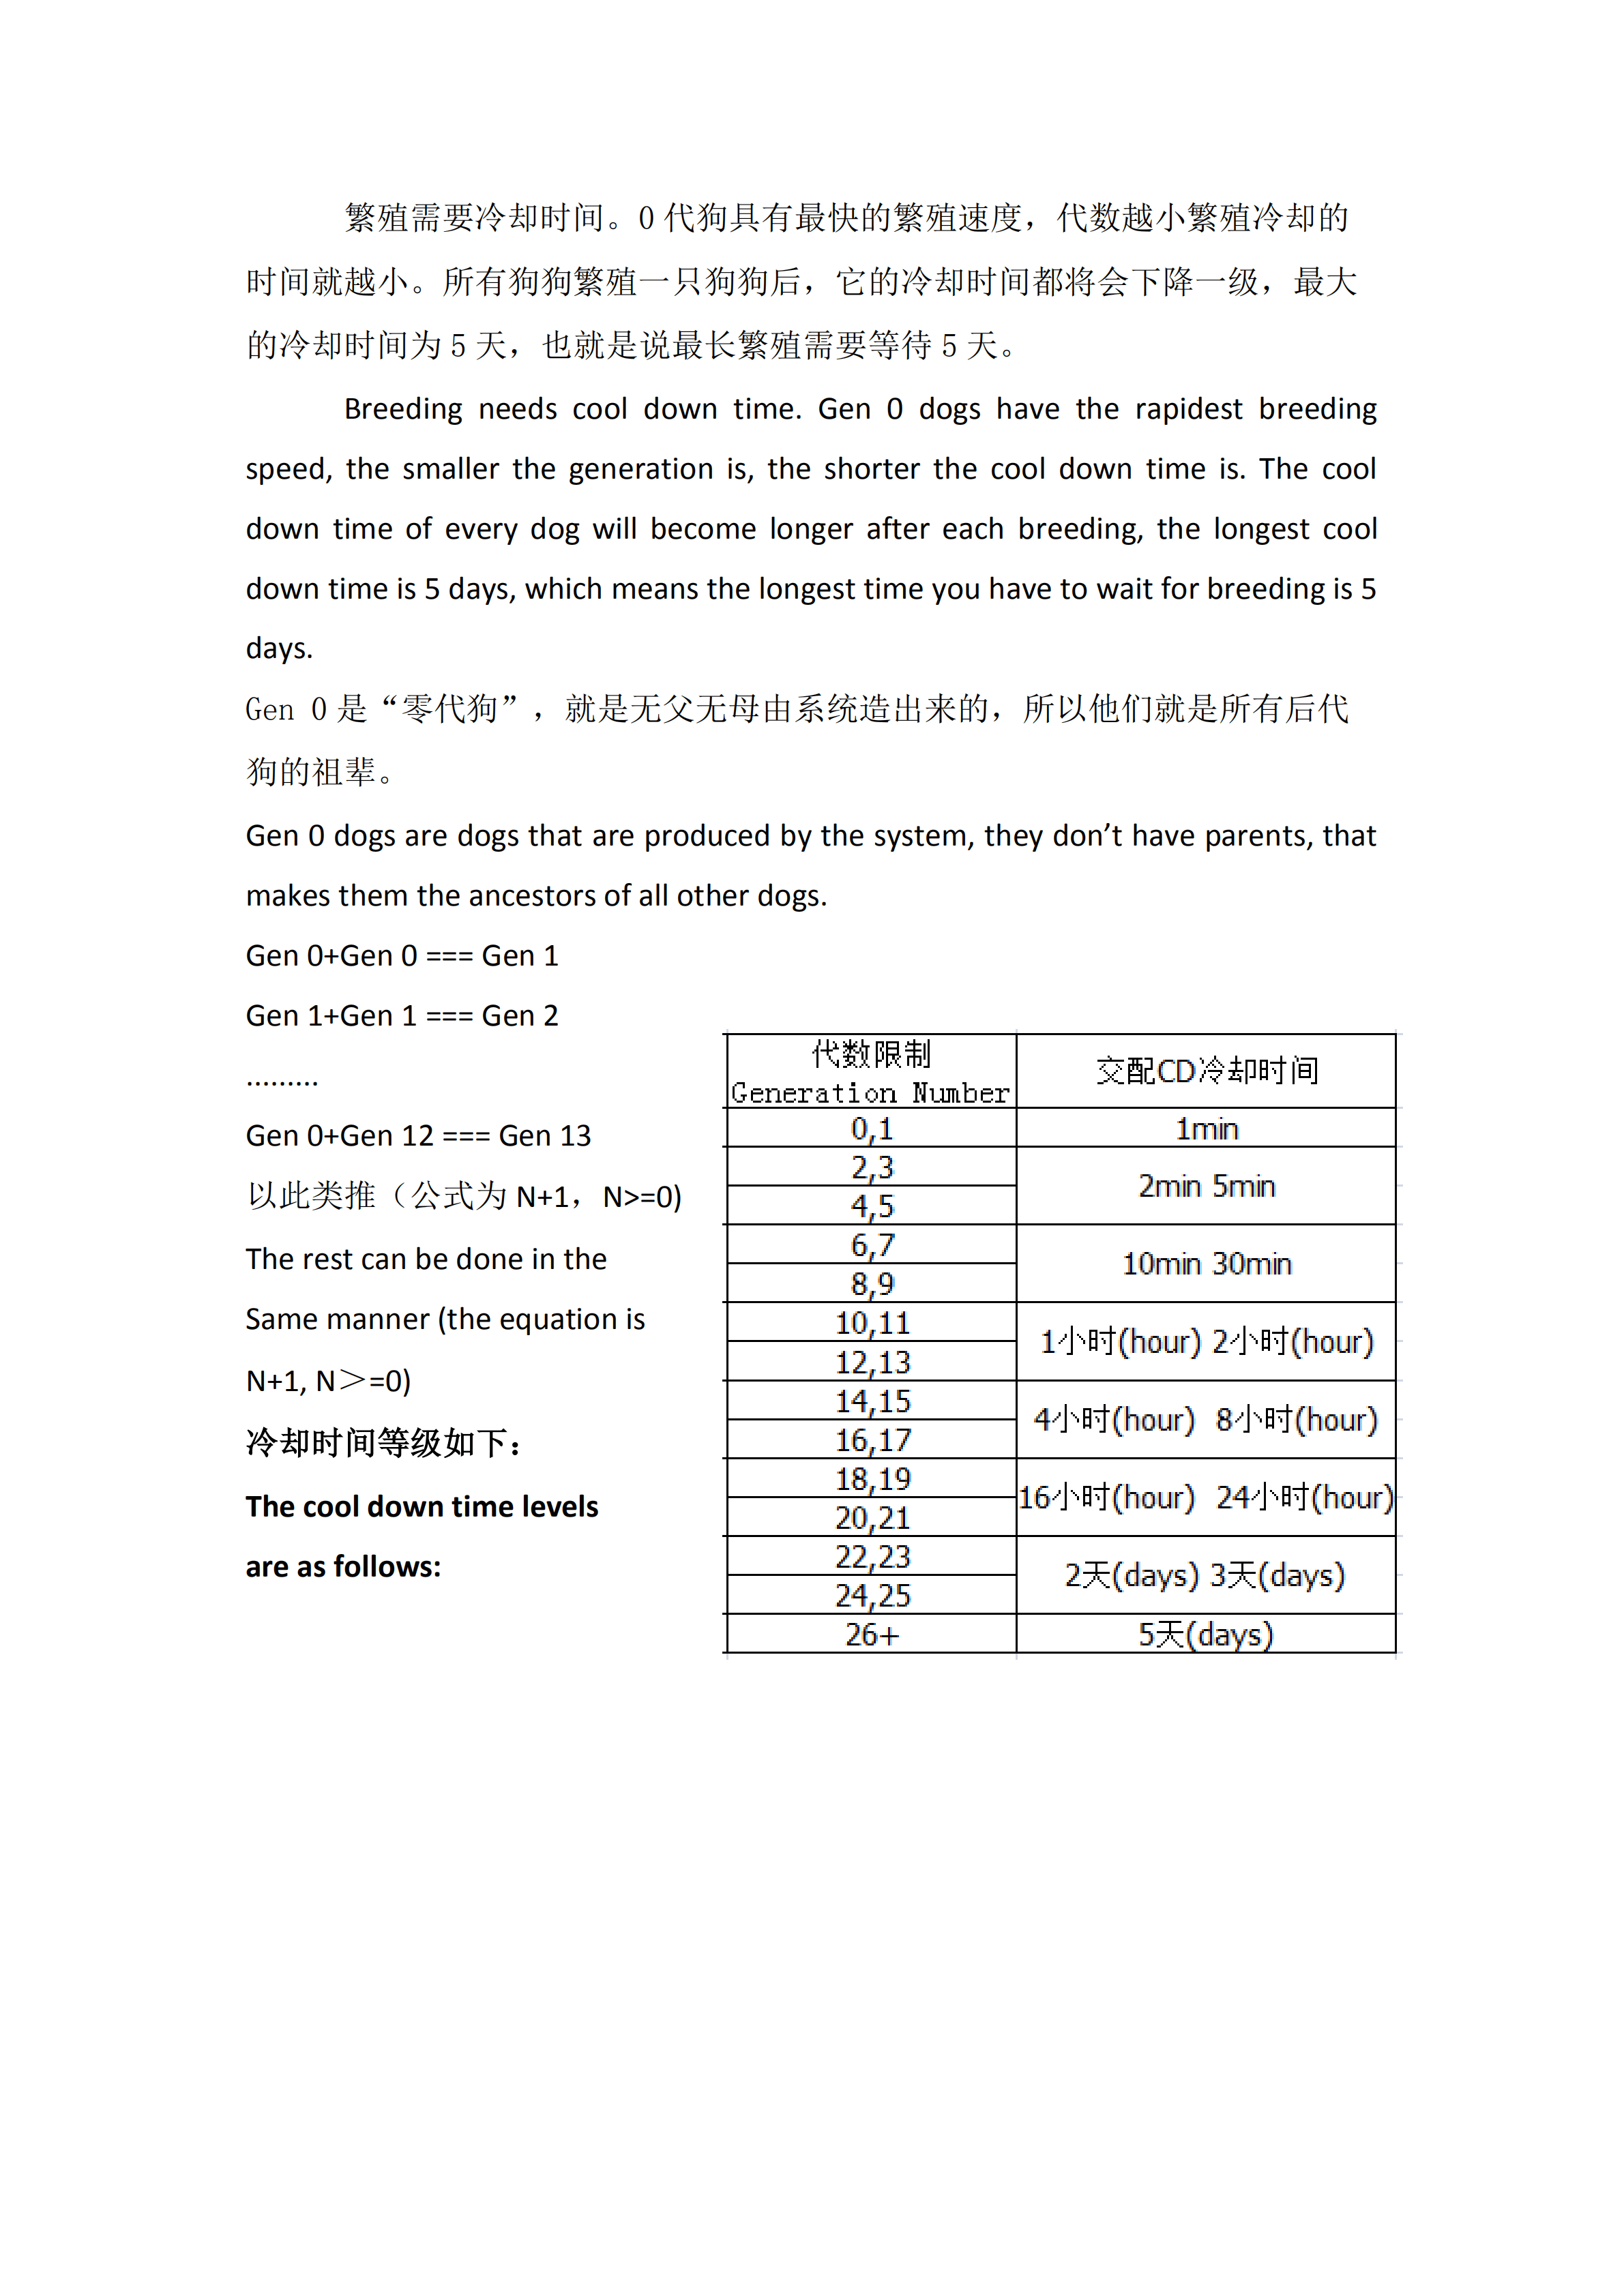 繁殖需要冷却时间。0 代狗具有最快的繁殖速度，代数越小繁殖冷却的
时间就越小。所有狗狗繁殖一只狗狗后，它的冷却时间都将会下降一级，最大
的冷却时间为 5 天，也就是说最长繁殖需要等待 5 天。
Breeding needs cool down time. Gen 0 dogs have the rapidest breeding
speed, the smaller the generation is, the shorter the cool down time is. The cool
down time of every dog will become longer after each breeding, the longest cool
down time is 5 days, which means the longest time you have to wait for breeding is 5
days.
Gen 0 是“零代狗”，就是无父无母由系统造出来的，所以他们就是所有后代
狗的祖辈。
Gen 0 dogs are dogs that are produced by the system, they don’t have parents, that
makes them the ancestors of all other dogs.
Gen 0+Gen 0 === Gen 1
Gen 1+Gen 1 === Gen 2
………
Gen 0+Gen 12 === Gen 13
以此类推（公式为 N+1，N>=0)
The rest can be done in the
Same manner (the equation is
N+1, N＞=0)
冷却时间等级如下：
The cool down time levels
are as follows:
代数限制
Generation Number
交配CD冷却时间
0,1
1min
2,3
4,5
2min 5min
6,7
8,9
10min 30min
10,11
12,13
1小时(hour) 2小时(hour)
14,15
16,17
4小时(hour) 8小时(hour)
18,19
20,21
16小时(hour) 24小时(hour)
22,23
24,25
2天(days) 3天(days)
26+
5天(days)